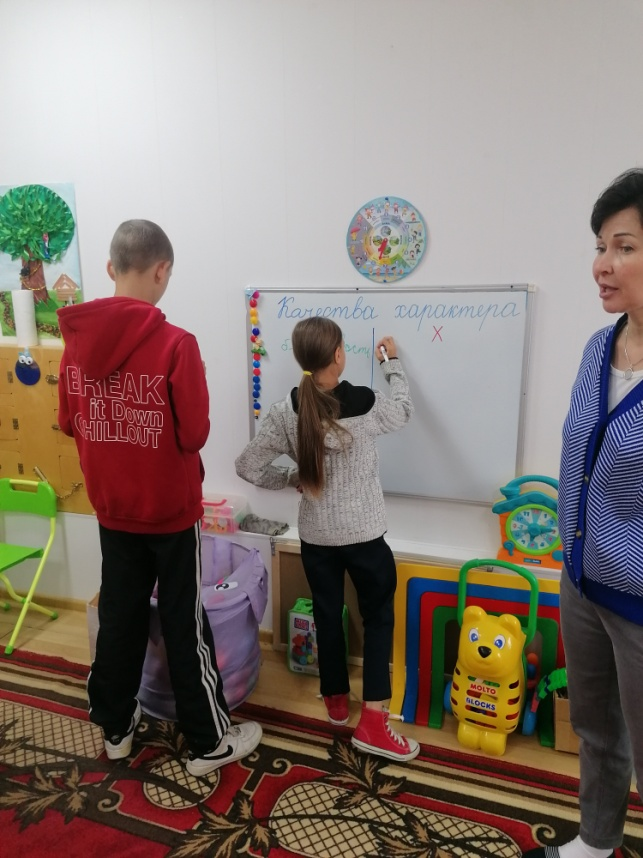 Качества характера
X
BREAK
it Down
CHILLOUT
MOLTO
BLOCKS